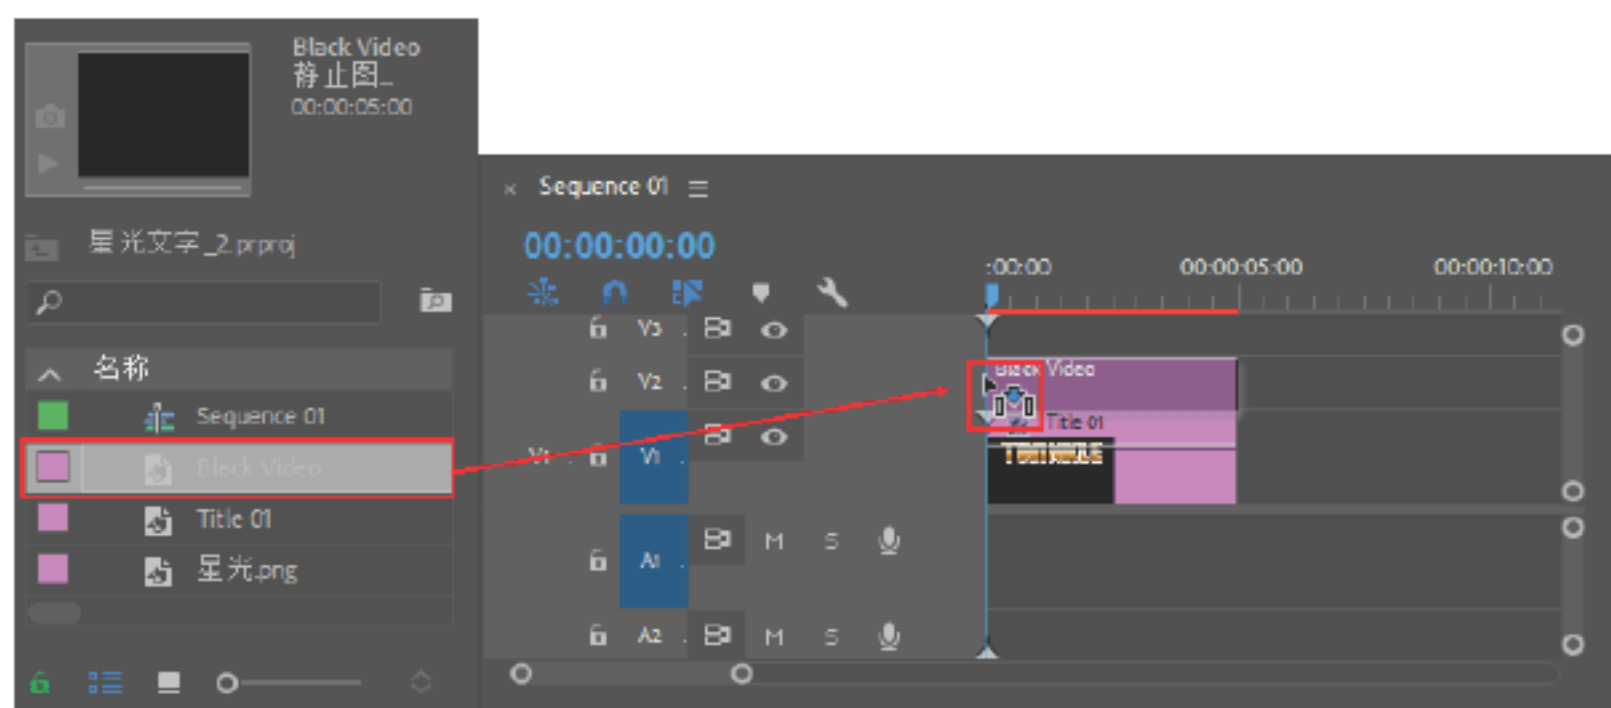 Black Video
静止图...
00:00:05:00
星光文字_2.prproj
名称
Sequence 01
Black Video
Title 01
星光.png
× Sequence 01
00:00:00:00
:00:00 00:00:05:00 00:00:10:00
V3
V2
Black Video
V1 V1
Title 01
A1 M S
A2 M S